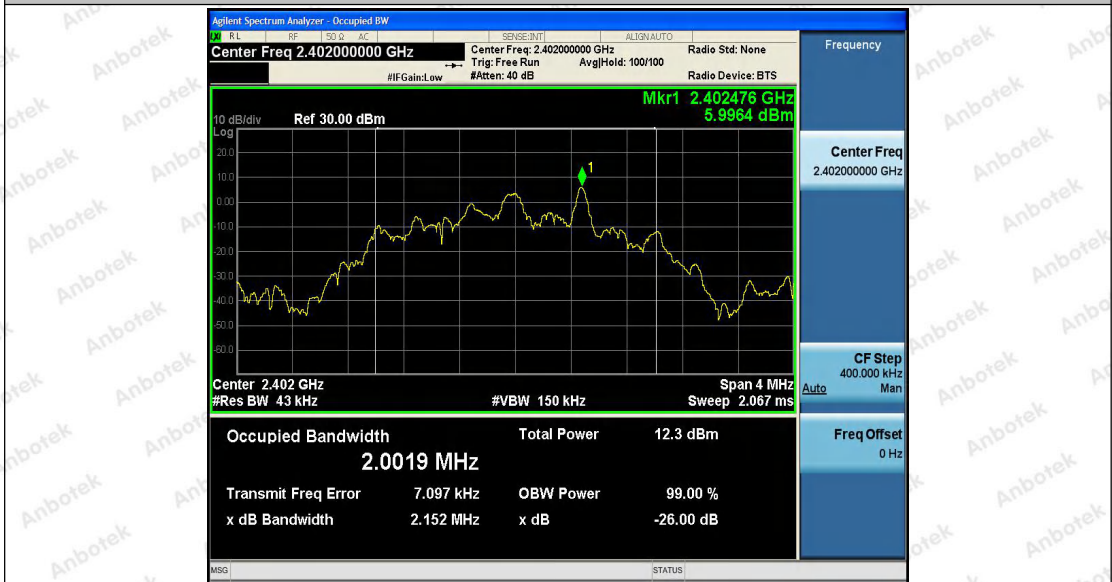 Agilent Spectrum Analyzer - Occupied BW
LXI RL RF 50 Ω AC SENSE:INT ALIGNAUTO
Center Freq 2.402000000 GHz
Center Freq: 2.402000000 GHz Radio Std: None
Trig: Free Run Avg|Hold: 100/100
#IFGain:Low #Atten: 40 dB Radio Device: BTS
Frequency
Mkr1 2.402476 GHz
5.9964 dBm
10 dB/div Ref 30.00 dBm
Log
20.0
10.0
0.00
-10.0
-20.0
-30.0
-40.0
-50.0
-60.0
1
Center 2.402 GHz Span 4 MHz
#Res BW 43 kHz #VBW 150 kHz Sweep 2.067 ms
Center Freq
2.402000000 GHz
CF Step
400.000 kHz
Auto Man
Freq Offset
0 Hz
Occupied Bandwidth Total Power 12.3 dBm
2.0019 MHz
Transmit Freq Error 7.097 kHz OBW Power 99.00 %
x dB Bandwidth 2.152 MHz x dB -26.00 dB
MSG STATUS
Anbotek